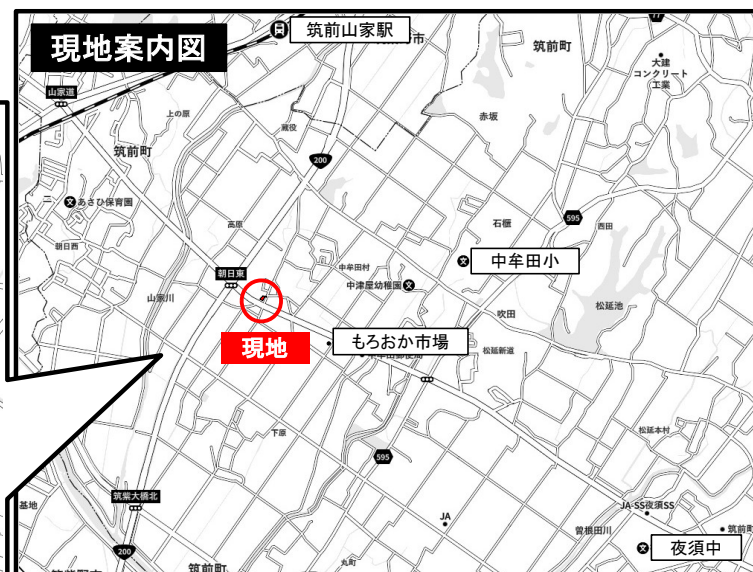 現地案内図
筑前山家駅
市
筑前町
77
大建
コンクリート
工業
山家道
上の原
赤坂
筑前町
200
二
あさひ保育園
石櫃
595
西田
高原
朝日西
中牟田小
中牟田村
朝日東
中津屋幼稚園
山家川
吹田
松延池
現地
もろおか市場
松延新道
下原
松延本村
595
基地
筑紫大橋北
JA-SS夜須SS
JA
曽根田川
筑前町
200
夜須中
丸町
筑前町